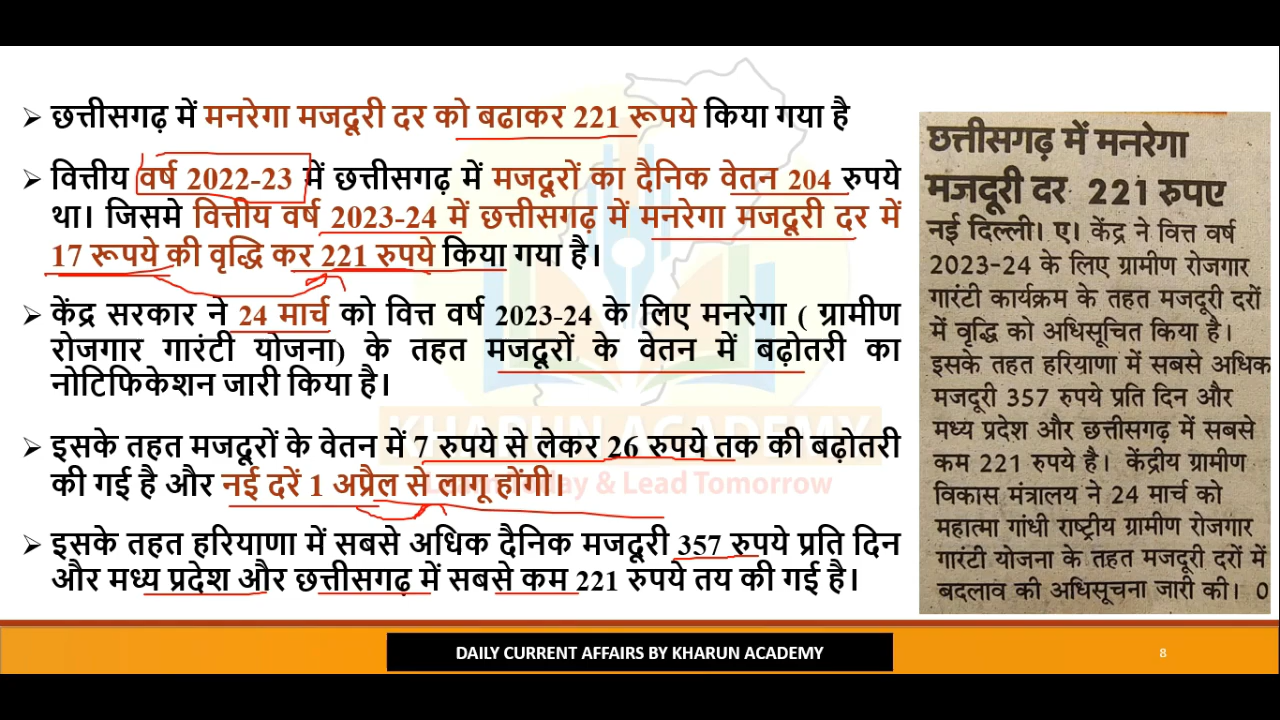 छत्तीसगढ़ में मनरेगा मजदूरी दर को बढाकर 221 रूपये किया गया है
वित्तीय वर्ष 2022-23 में छत्तीसगढ़ में मजदूरों का दैनिक वेतन 204 रुपये
था। जिसमे वित्तीय वर्ष 2023-24 में छत्तीसगढ़ में मनरेगा मजदूरी दर में
17 रूपये की वृद्धि कर 221 रुपये किया गया है।
केंद्र सरकार ने 24 मार्च को वित्त वर्ष 2023-24 के लिए मनरेगा ( ग्रामीण
रोजगार गारंटी योजना) के तहत मजदूरों के वेतन में बढ़ोतरी का
नोटिफिकेशन जारी किया है।
इसके तहत मजदूरों के वेतन में 7 रुपये से लेकर 26 रुपये तक की बढ़ोतरी
की गई है और नई दरें 1 अप्रैल से लागू होंगी।
इसके तहत हरियाणा में सबसे अधिक दैनिक मजदूरी 357 रुपये प्रति दिन
और मध्य प्रदेश और छत्तीसगढ़ में सबसे कम 221 रुपये तय की गई है।
छत्तीसगढ़ में मनरेगा
मजदूरी दर 221 रुपए
नई दिल्ली। ए। केंद्र ने वित्त वर्ष
2023-24 के लिए ग्रामीण रोजगार
गारंटी कार्यक्रम के तहत मजदूरी दरों
में वृद्धि को अधिसूचित किया है।
इसके तहत हरियाणा में सबसे अधिक
मजदूरी 357 रुपये प्रति दिन और
मध्य प्रदेश और छत्तीसगढ़ में सबसे
कम 221 रुपये है। केंद्रीय ग्रामीण
विकास मंत्रालय ने 24 मार्च को
महात्मा गांधी राष्ट्रीय ग्रामीण रोजगार
गारंटी योजना के तहत मजदूरी दरों में
बदलाव की अधिसूचना जारी की। 0
KHARUN ACADEMY
& Lead Tomorrow
DAILY CURRENT AFFAIRS BY KHARUN ACADEMY
8